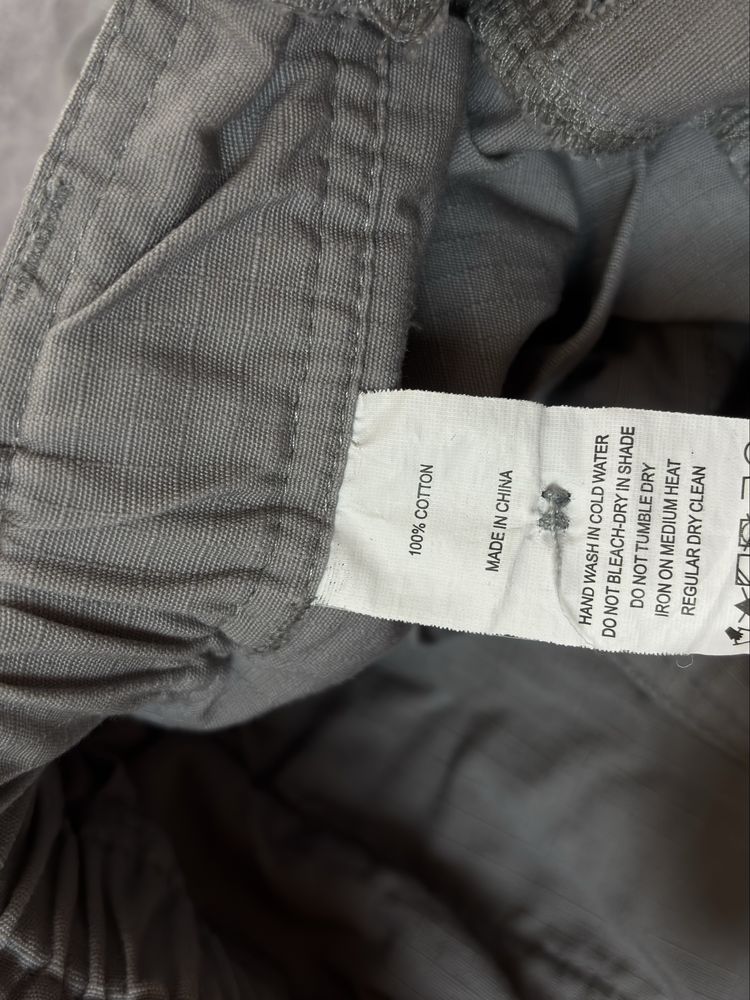 100% COTTON
MADE IN CHINA
HAND WASH IN COLD WATER
DO NOT BLEACH-DRY IN SHADE
DO NOT TUMBLE DRY
IRON ON MEDIUM HEAT
REGULAR DRY CLEAN